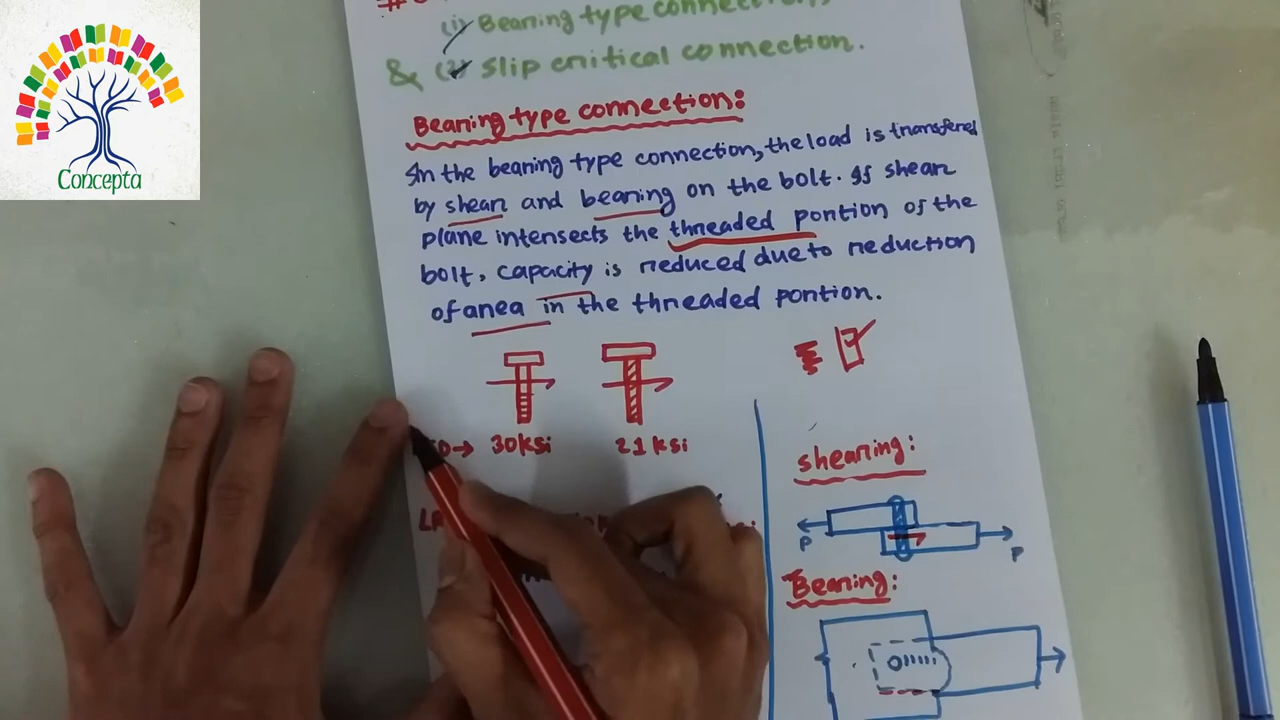 Concepta
(i) Bearing type connection,
& (2) Slip critical connection.
Bearing type connection:
In the bearing type connection, the load is transfered
by shear and bearing on the bolt. If shear
plane intersects the threaded portion of the
bolt, capacity is reduced due to reduction
of area in the threaded portion.
→ 30ksi 21 ksi
shearing:
P P
Bearing: